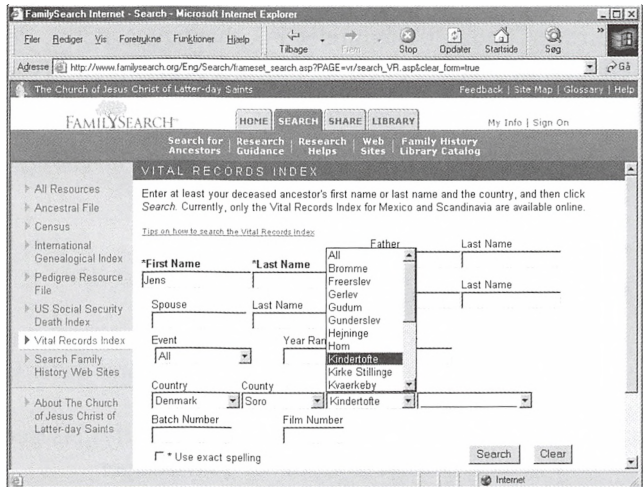 FamilySearch Internet - Search - Microsoft Internet Explorer
Filer Rediger Vis Foretrukne Funktioner Hjælp
Tilbage Frem Stop Opdater Startside Søg »
Adresse http://www.familysearch.org/Eng/Search/frameset_search.asp?PAGE=vr/search_VR.asp&clear_form=true Gå
The Church of Jesus Christ of Latter-day Saints Feedback | Site Map | Glossary | Help
FAMILYSEARCH HOME SEARCH SHARE LIBRARY My Info | Sign On
Search for Ancestors | Research Guidance | Research Helps | Web Sites | Family History Library Catalog
VITAL RECORDS INDEX
All Resources
Ancestral File
Census
International Genealogical Index
Pedigree Resource File
US Social Security Death Index
Vital Records Index
Search Family History Web Sites
About The Church of Jesus Christ of Latter-day Saints
Enter at least your deceased ancestor's first name or last name and the country, and then click
Search. Currently, only the Vital Records Index for Mexico and Scandinavia are available online.
Tips on how to search the Vital Records Index
Father Last Name
*First Name *Last Name
Jens
Last Name
Spouse Last Name
Event Year Ran
All
All
Bromme
Freerslev
Gerlev
Gudum
Gunderslev
Hejninge
Hom
Kindertofte
Kirke Stillinge
Kvaerkeby
Country County
Denmark Soro Kindertofte
Batch Number Film Number
* Use exact spelling
Search Clear
Internet